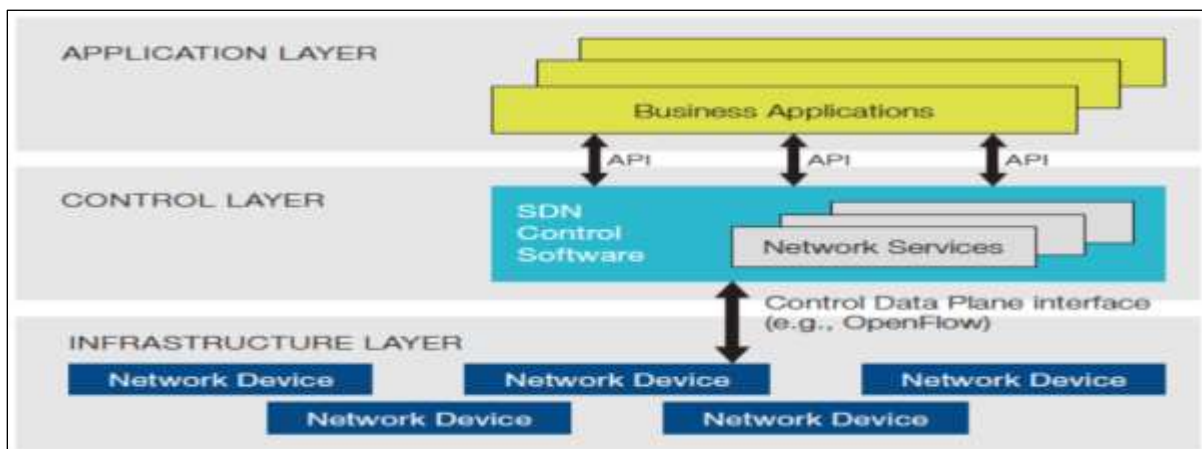 APPLICATION LAYER
Business Applications
API
API
API
CONTROL LAYER
SDN
Control
Software
Network Services
Control Data Plane interface
(e.g., OpenFlow)
INFRASTRUCTURE LAYER
Network Device
Network Device
Network Device
Network Device
Network Device